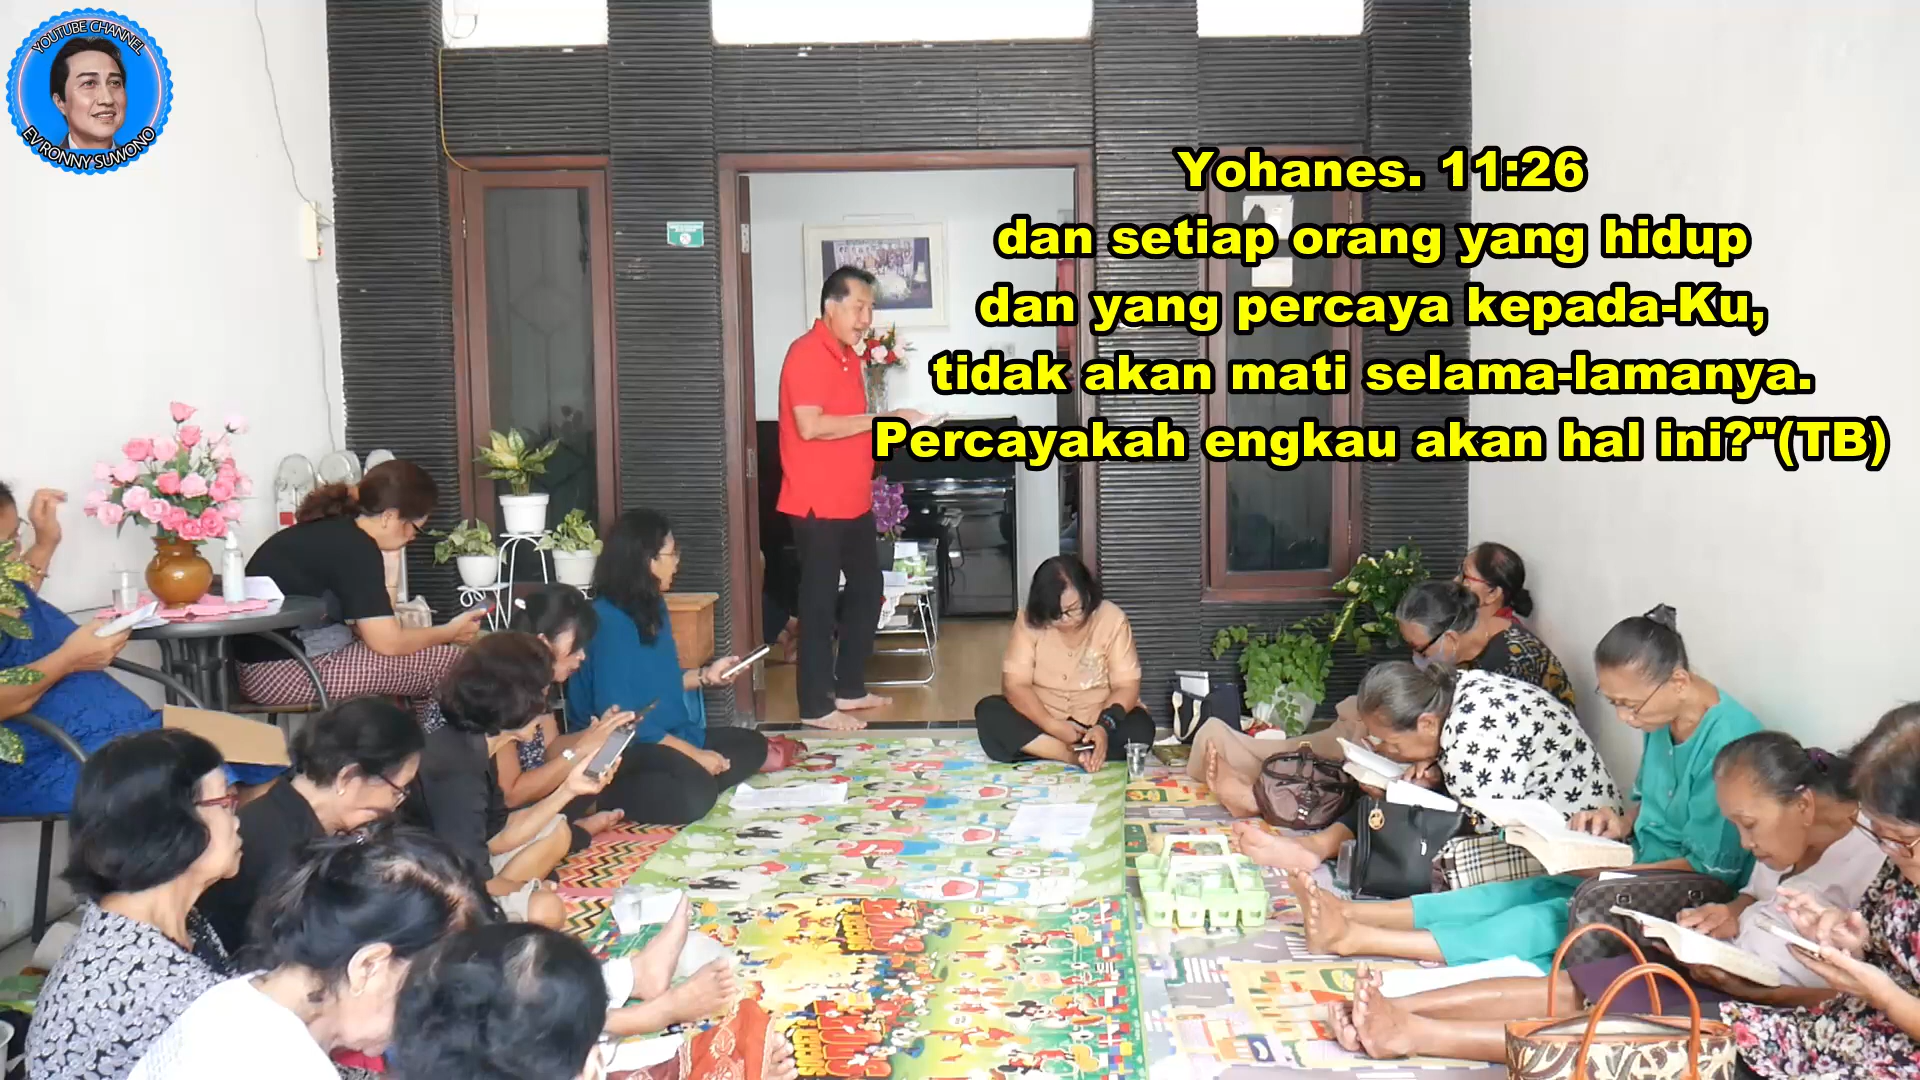 YOUTUBE CHANNEL
EV RONNY SUWONO
Yohanes. 11:26
dan setiap orang yang hidup
dan yang percaya kepada-Ku,
tidak akan mati selama-lamanya.
Percayakah engkau akan hal ini?"(TB)